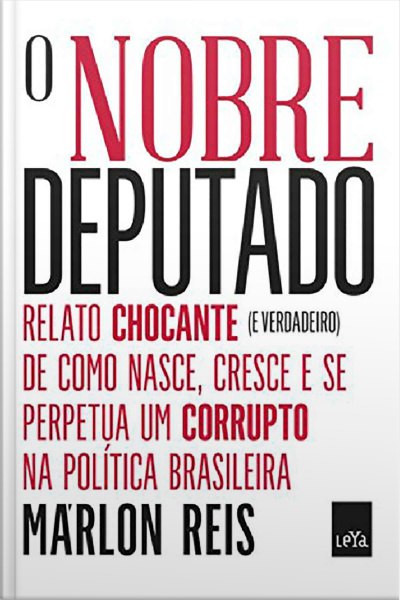 O NOBRE
DEPUTADO
RELATO CHOCANTE (E VERDADEIRO)
DE COMO NASCE, CRESCE E SE
PERPETUA UM CORRUPTO
NA POLÍTICA BRASILEIRA
MÁRLON REIS
LeYa